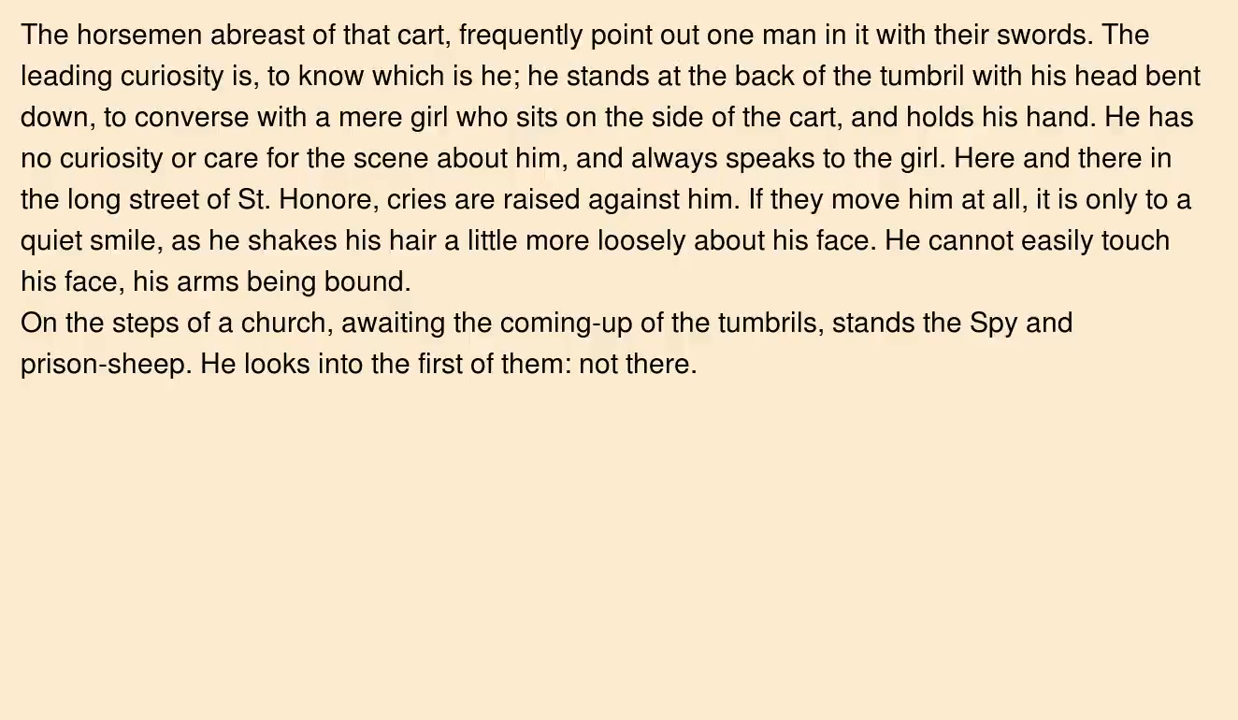 The horsemen abreast of that cart, frequently point out one man in it with their swords. The
leading curiosity is, to know which is he; he stands at the back of the tumbril with his head bent
down, to converse with a mere girl who sits on the side of the cart, and holds his hand. He has
no curiosity or care for the scene about him, and always speaks to the girl. Here and there in
the long street of St. Honore, cries are raised against him. If they move him at all, it is only to a
quiet smile, as he shakes his hair a little more loosely about his face. He cannot easily touch
his face, his arms being bound.
On the steps of a church, awaiting the coming-up of the tumbrils, stands the Spy and
prison-sheep. He looks into the first of them: not there.